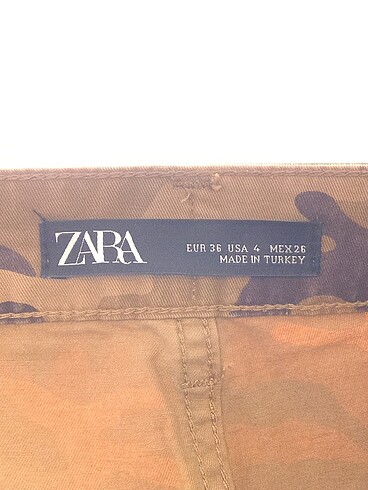 ZARA
EUR 36 USA 4 MEX 26
MADE IN TURKEY